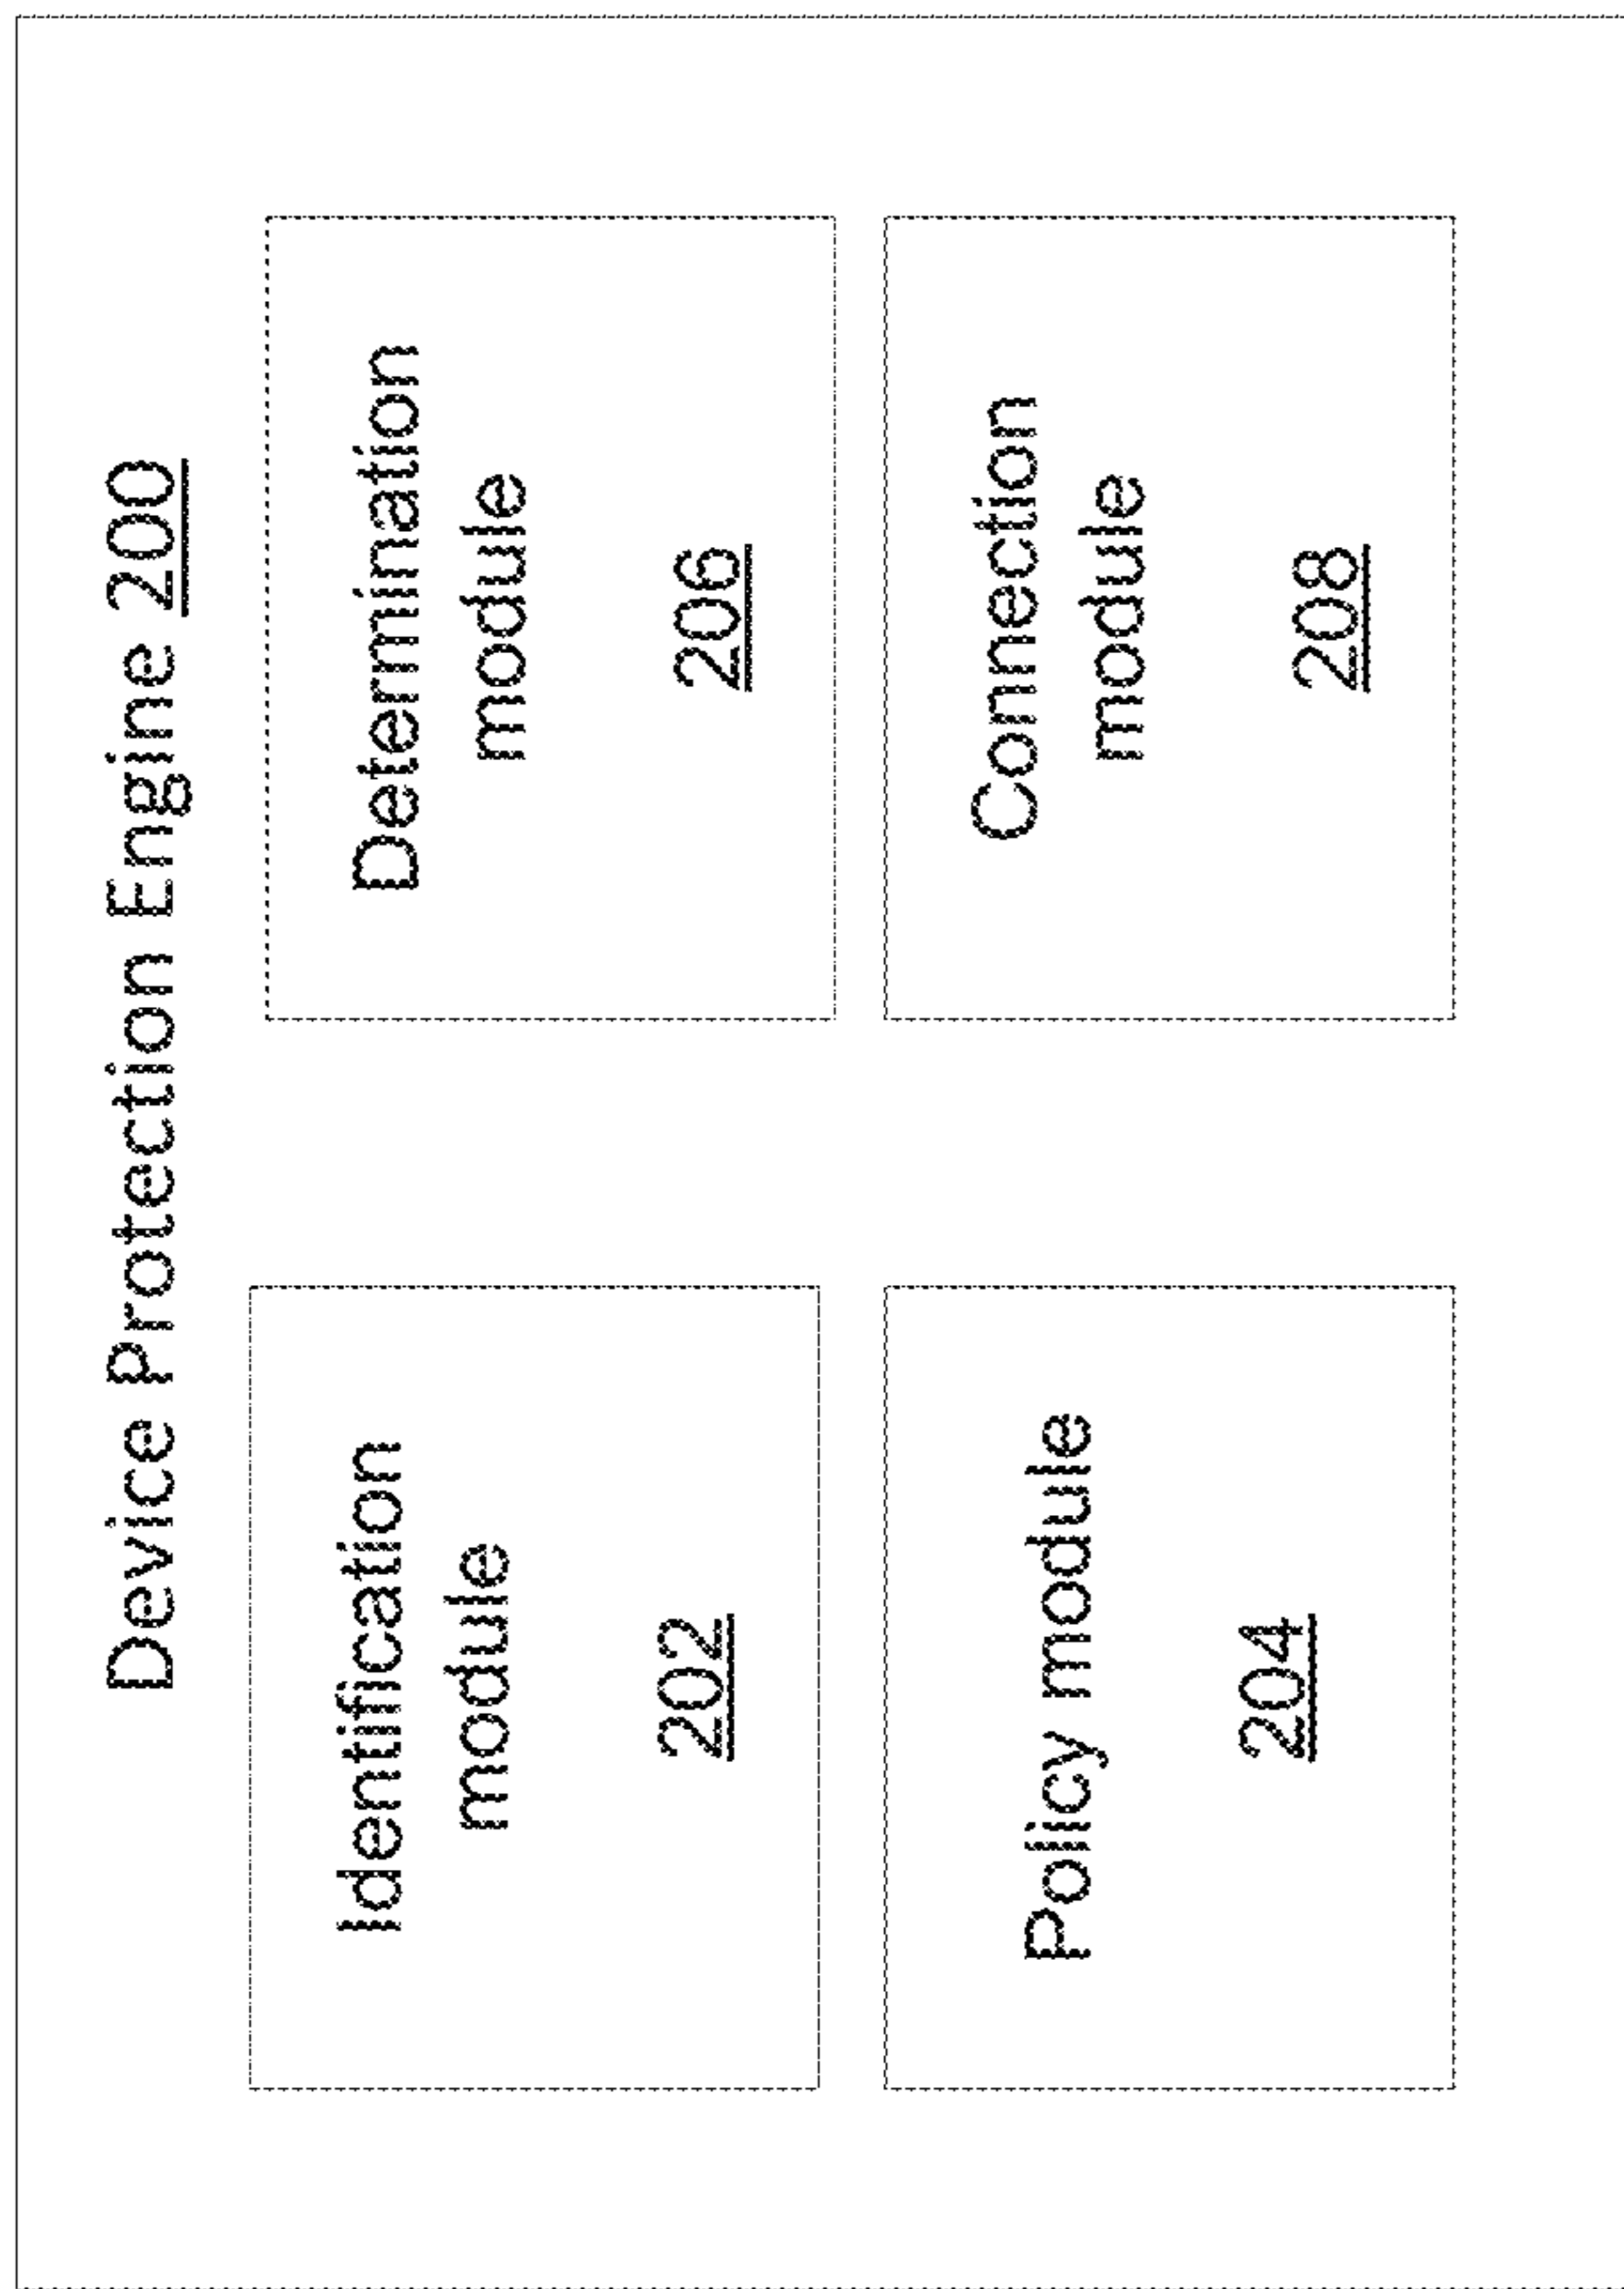 Device Protection Engine 200
Identification
module
202
Determination
module
206
Policy module
204
Connection
module
208